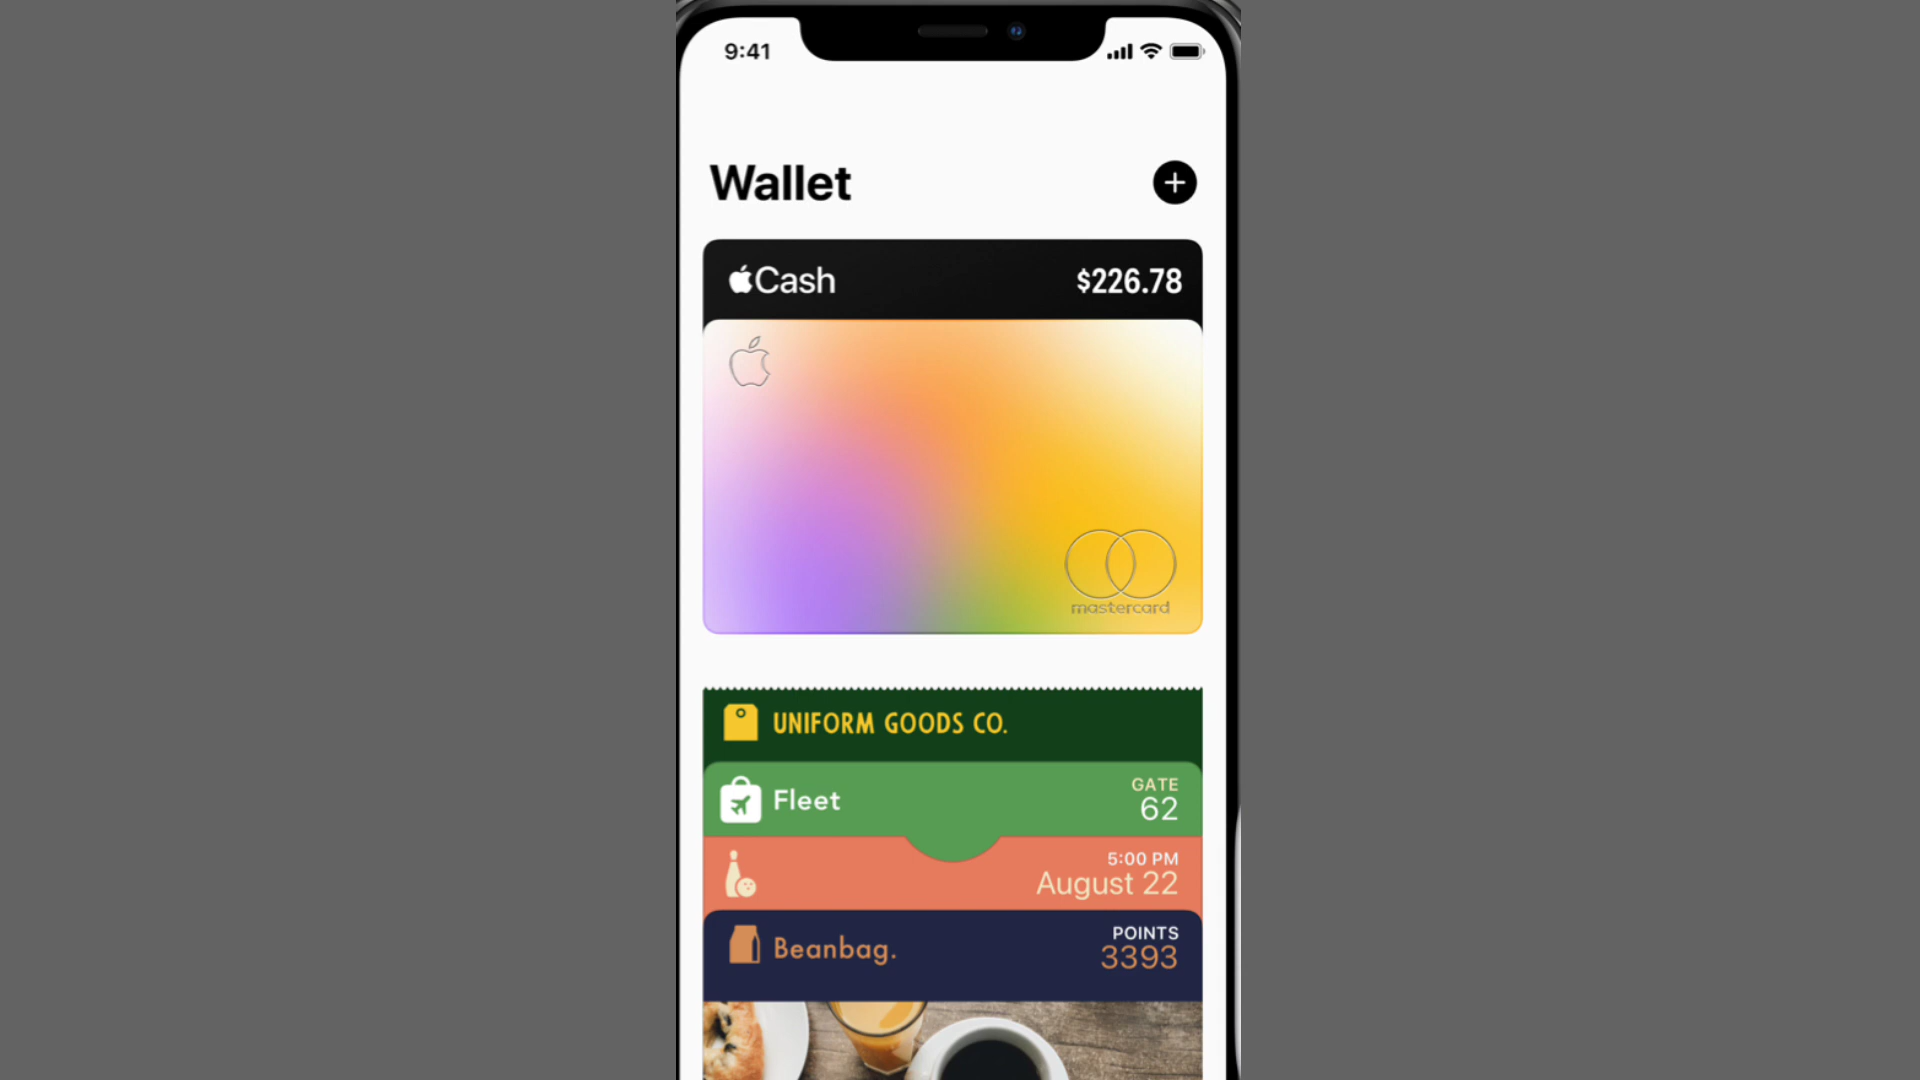 9:41
Wallet
Cash $226.78
mastercard
UNIFORM GOODS CO.
Fleet
GATE
62
5:00 PM
August 22
Beanbag.
POINTS
3393